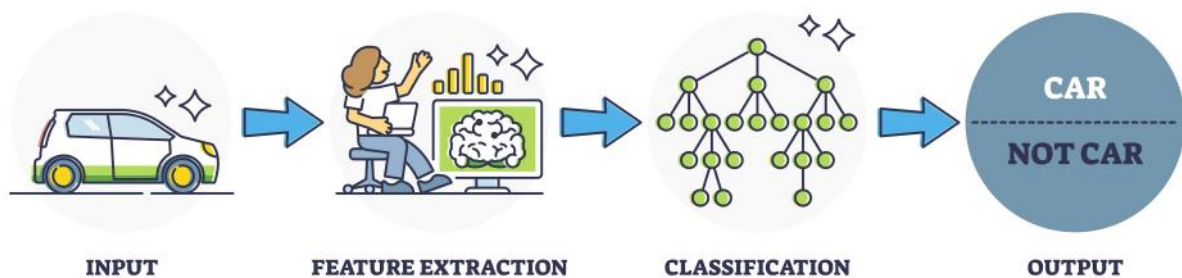 CAR
NOT CAR
INPUT
FEATURE EXTRACTION
CLASSIFICATION
OUTPUT